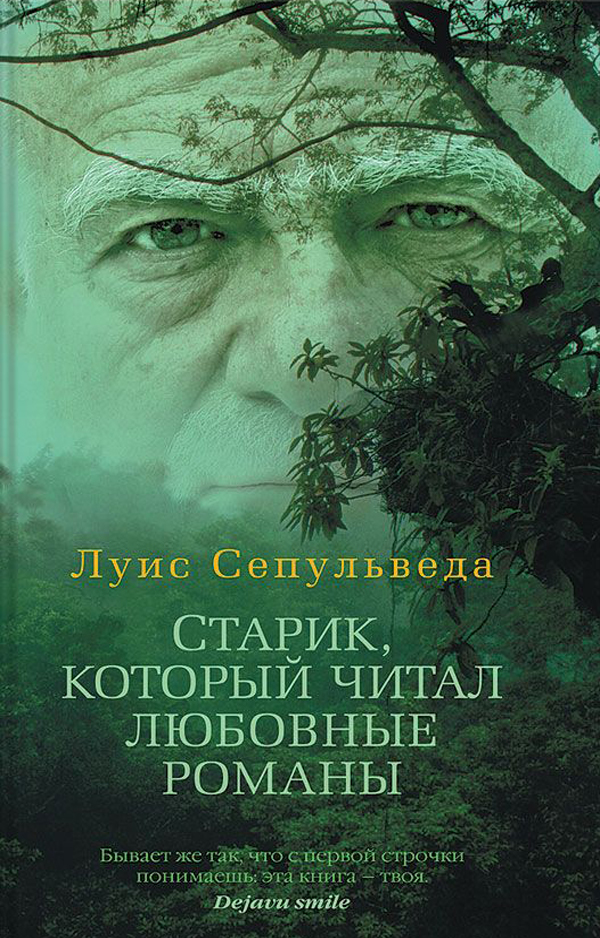 Луис Сепульведа
Старик,
который читал
любовные
романы
Бывает же так, что с первой строчки
понимаешь: эта книга – твоя.
Dejavu smile